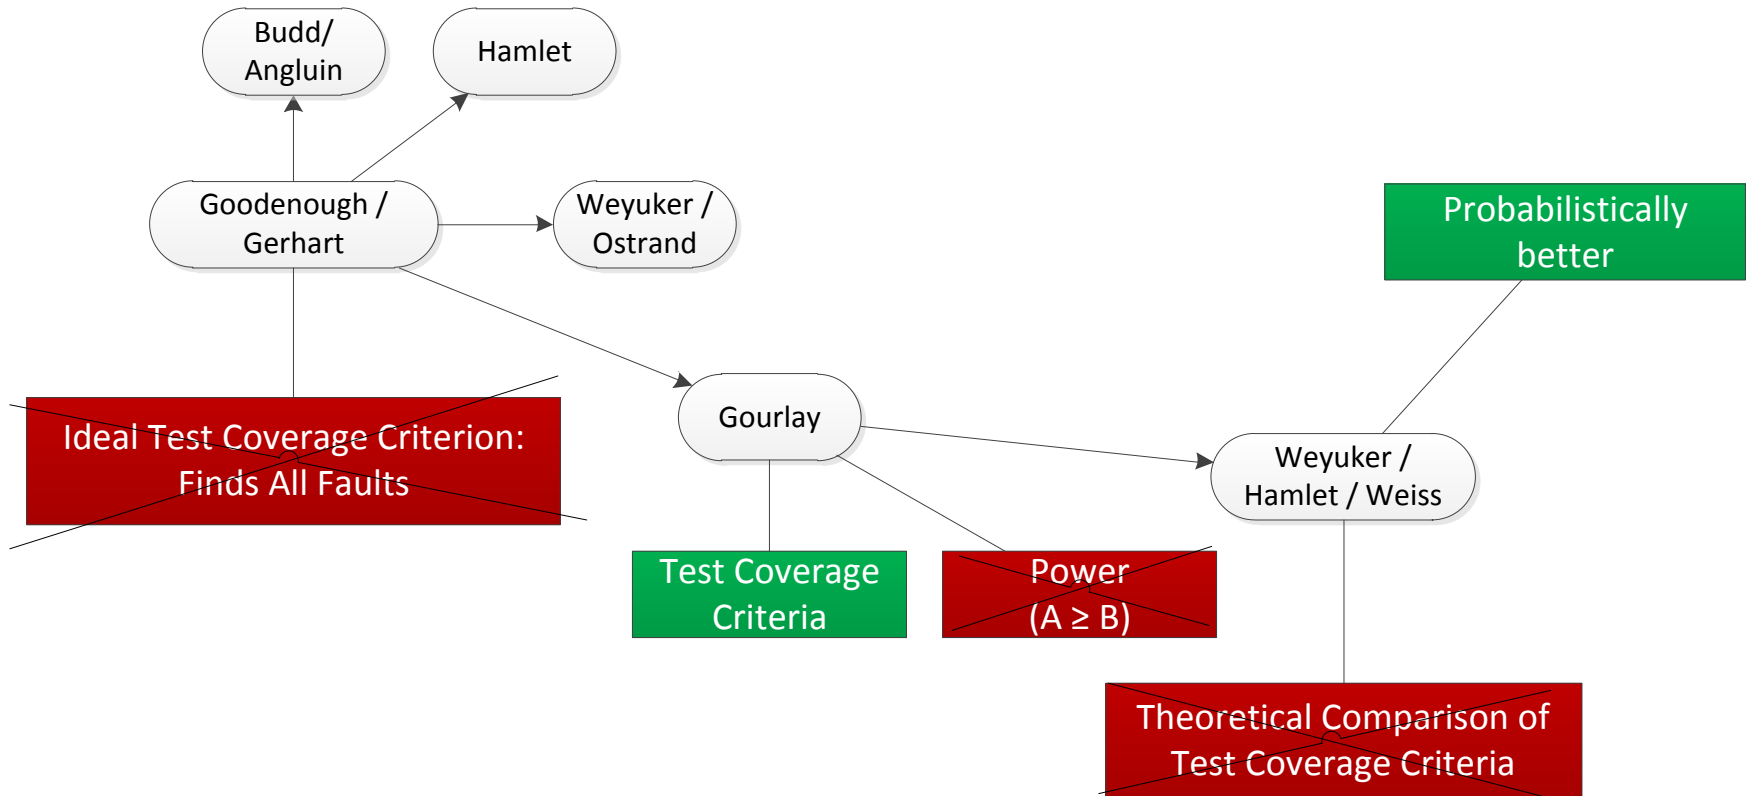 Budd/
Angluin
Hamlet
Goodenough /
Gerhart
Weyuker /
Ostrand
Probabilistically
better
Ideal Test Coverage Criterion:
Finds All Faults
Gourlay
Weyuker /
Hamlet / Weiss
Test Coverage
Criteria
Power
(A ≥ B)
Theoretical Comparison of
Test Coverage Criteria